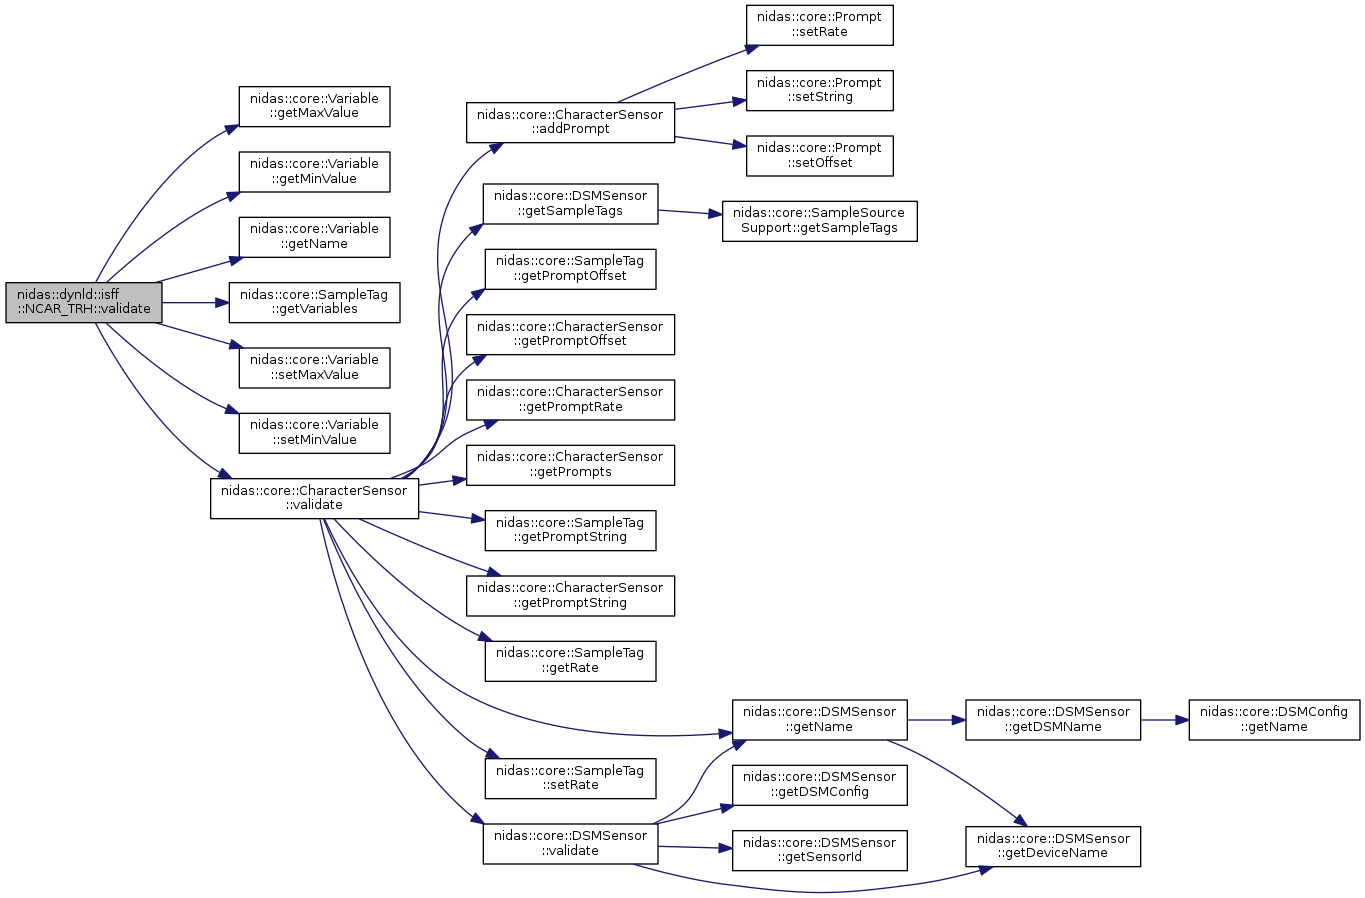 nidas::dynld::isff
::NCAR_TRH::validate
nidas::core::Variable
::getMaxValue
nidas::core::Variable
::getMinValue
nidas::core::Variable
::getName
nidas::core::SampleTag
::getVariables
nidas::core::Variable
::setMaxValue
nidas::core::Variable
::setMinValue
nidas::core::CharacterSensor
::validate
nidas::core::CharacterSensor
::addPrompt
nidas::core::DSMSensor
::getSampleTags
nidas::core::SampleTag
::getPromptOffset
nidas::core::CharacterSensor
::getPromptOffset
nidas::core::CharacterSensor
::getPromptRate
nidas::core::CharacterSensor
::getPrompts
nidas::core::SampleTag
::getPromptString
nidas::core::CharacterSensor
::getPromptString
nidas::core::SampleTag
::getRate
nidas::core::SampleTag
::setRate
nidas::core::DSMSensor
::validate
nidas::core::Prompt
::setRate
nidas::core::Prompt
::setString
nidas::core::Prompt
::setOffset
nidas::core::SampleSource
Support::getSampleTags
nidas::core::DSMSensor
::getName
nidas::core::DSMSensor
::getDSMConfig
nidas::core::DSMSensor
::getSensorId
nidas::core::DSMSensor
::getDSMName
nidas::core::DSMSensor
::getDeviceName
nidas::core::DSMConfig
::getName